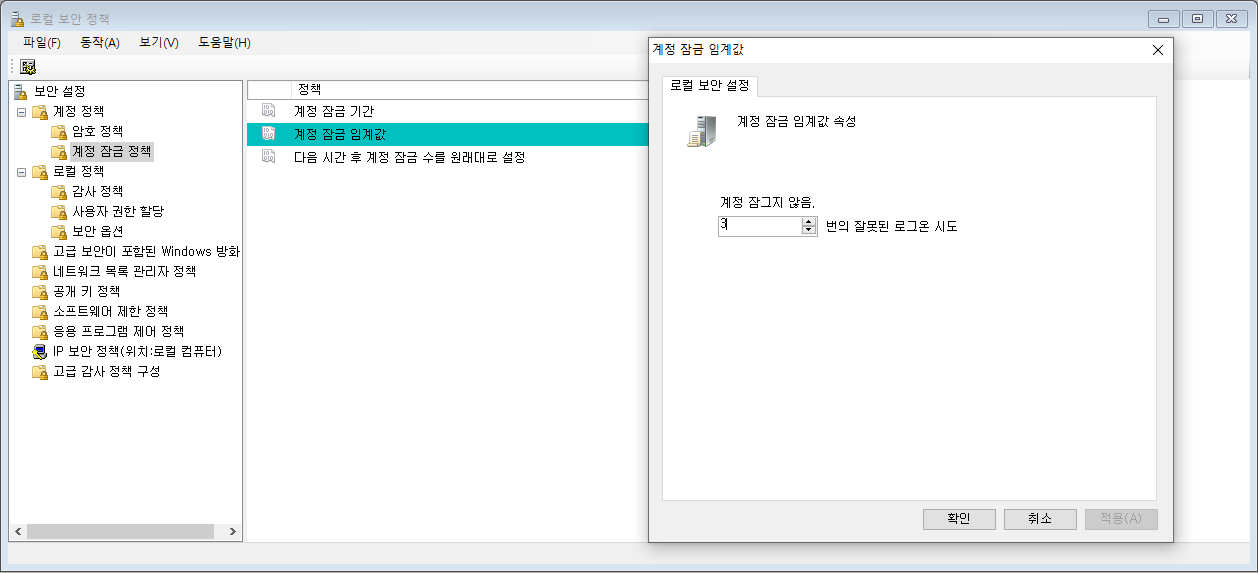 로컬 보안 정책
파일(F) 동작(A) 보기(V) 도움말(H)
보안 설정
계정 정책
암호 정책
계정 잠금 정책
로컬 정책
감사 정책
사용자 권한 할당
보안 옵션
고급 보안이 포함된 Windows 방화
네트워크 목록 관리자 정책
공개 키 정책
소프트웨어 제한 정책
응용 프로그램 제어 정책
IP 보안 정책(위치:로컬 컴퓨터)
고급 감사 정책 구성
정책
계정 잠금 기간
계정 잠금 임계값
다음 시간 후 계정 잠금 수를 원래대로 설정
계정 잠금 임계값
로컬 보안 설정
계정 잠금 임계값 속성
계정 잠그지 않음.
3 번의 잘못된 로그온 시도
확인 취소 적용(A)